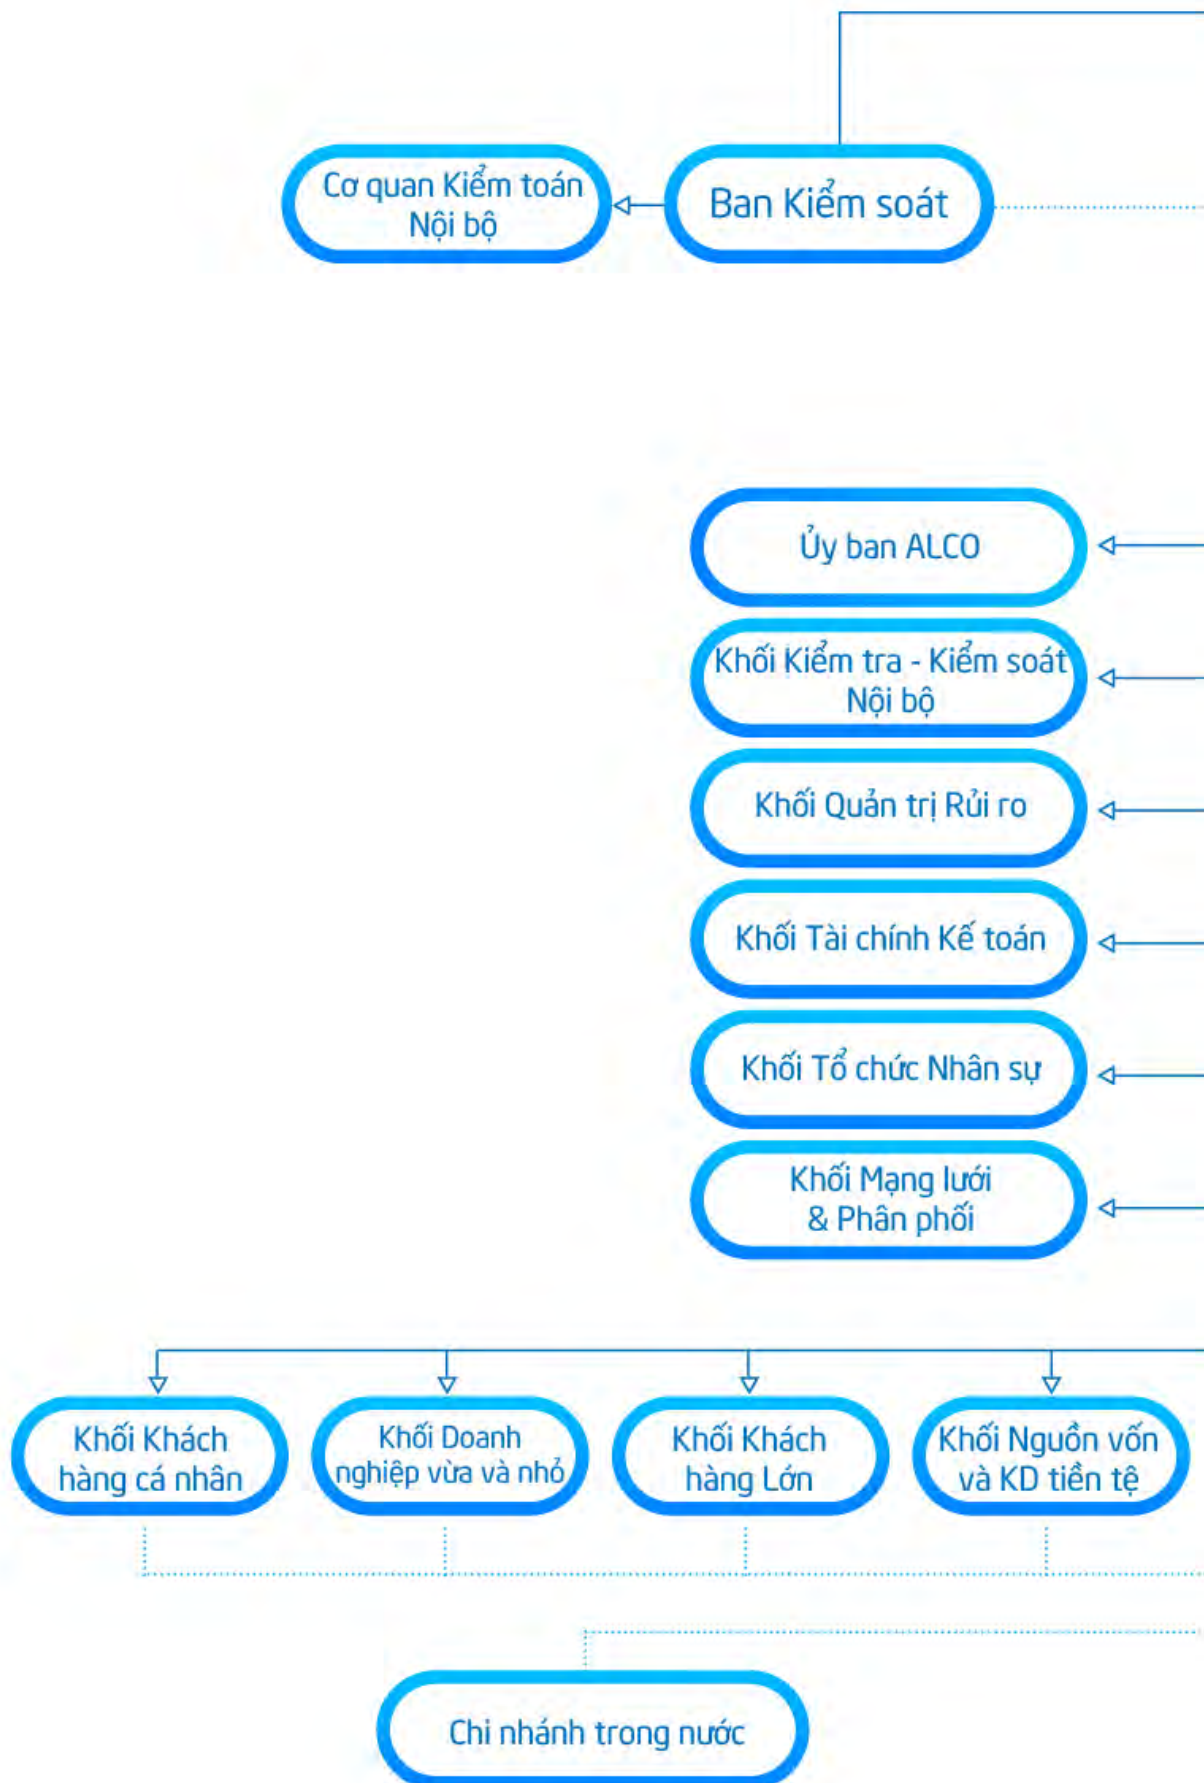 Cơ quan Kiểm toán
Nội bộ
Ban Kiểm soát
Ủy ban ALCO
Khối Kiểm tra - Kiểm soát
Nội bộ
Khối Quản trị Rủi ro
Khối Tài chính Kế toán
Khối Tổ chức Nhân sự
Khối Mạng lưới
& Phân phối
Khối Khách
hàng cá nhân
Khối Doanh
nghiệp vừa và nhỏ
Khối Khách
hàng Lớn
Khối Nguồn vốn
và KD tiền tệ
Chi nhánh trong nước